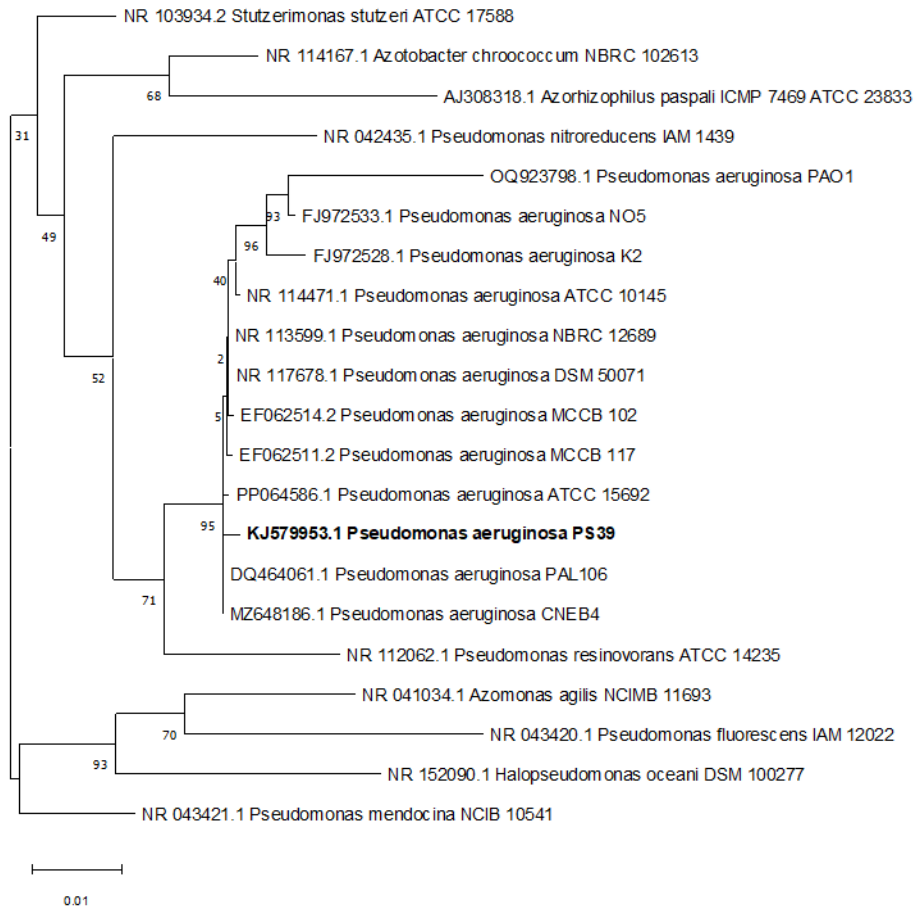 NR 103934.2 Stutzerimonas stutzeri ATCC 17588
NR 114167.1 Azotobacter chroococcum NBRC 102613
68
AJ308318.1 Azorhizophilus paspali ICMP 7469 ATCC 23833
31
NR 042435.1 Pseudomonas nitroreducens IAM 1439
OQ923798.1 Pseudomonas aeruginosa PAO1
93
FJ972533.1 Pseudomonas aeruginosa NO5
49
96
FJ972528.1 Pseudomonas aeruginosa K2
40
NR 114471.1 Pseudomonas aeruginosa ATCC 10145
NR 113599.1 Pseudomonas aeruginosa NBRC 12689
2
52
NR 117678.1 Pseudomonas aeruginosa DSM 50071
5
EF062514.2 Pseudomonas aeruginosa MCCB 102
EF062511.2 Pseudomonas aeruginosa MCCB 117
PP064586.1 Pseudomonas aeruginosa ATCC 15692
95
KJ579953.1 Pseudomonas aeruginosa PS39
DQ464061.1 Pseudomonas aeruginosa PAL106
71
MZ648186.1 Pseudomonas aeruginosa CNEB4
NR 112062.1 Pseudomonas resinovorans ATCC 14235
NR 041034.1 Azomonas agilis NCIMB 11693
70
NR 043420.1 Pseudomonas fluorescens IAM 12022
93
NR 152090.1 Halopseudomonas oceani DSM 100277
NR 043421.1 Pseudomonas mendocina NCIB 10541
0.01